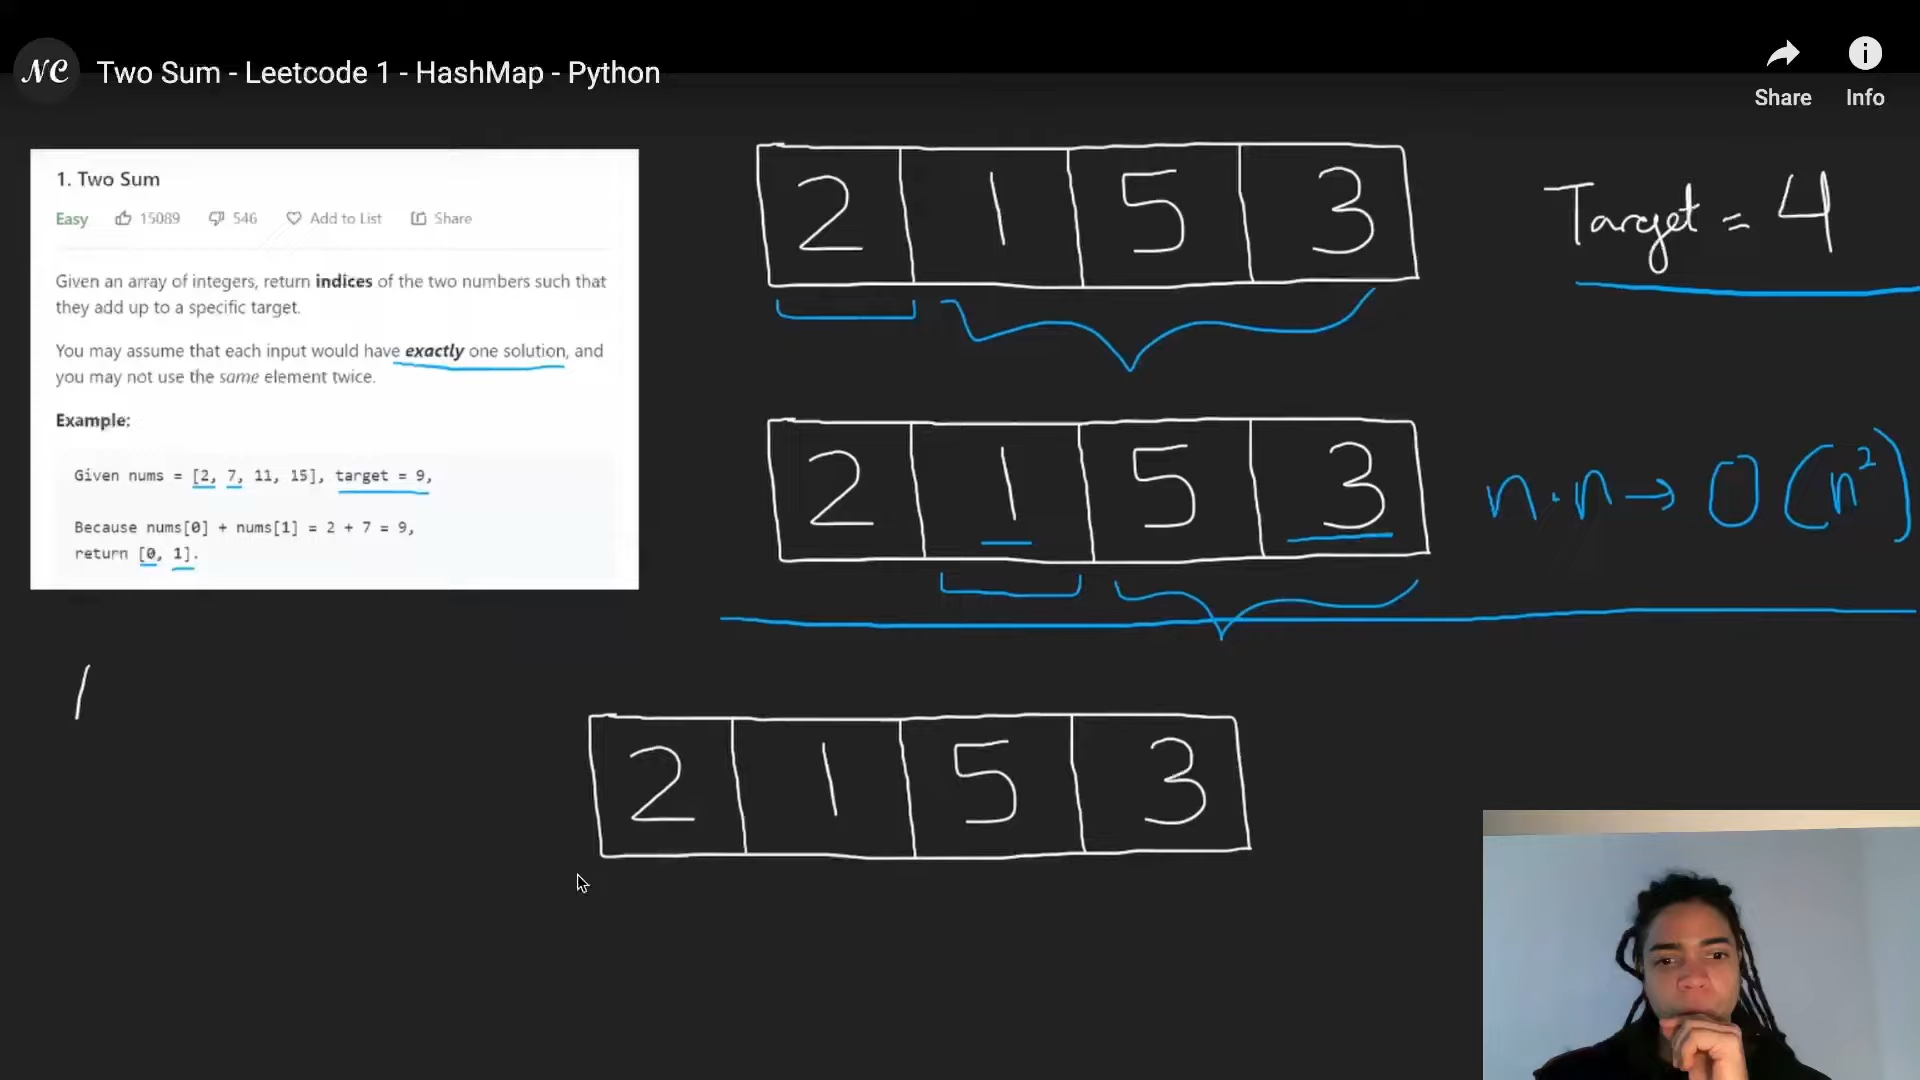 NC Two Sum - Leetcode 1 - HashMap - Python
Share
Info
1. Two Sum
Easy 15089 546 Add to List Share
Given an array of integers, return indices of the two numbers such that
they add up to a specific target.
You may assume that each input would have exactly one solution, and
you may not use the same element twice.
Example:
Given nums = [2, 7, 11, 15], target = 9,
Because nums[0] + nums[1] = 2 + 7 = 9,
return [0, 1].
2 1 5 3
Target = 4
2 1 5 3
n · n → O(n²)
2 1 5 3